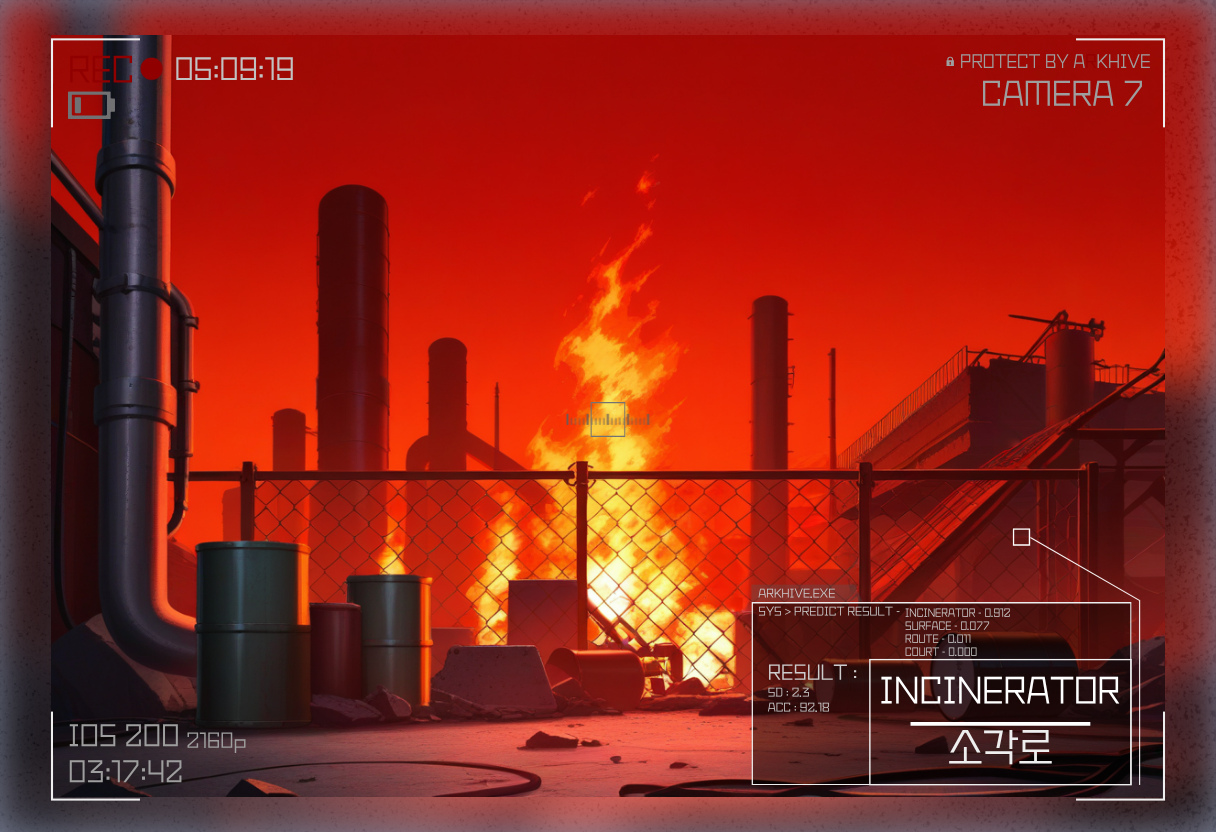 REC 05:09:19
PROTECT BY A KHIVE
CAMERA 7
ARKHIVE.EXE
SYS > PREDICT RESULT - INCINERATOR - 0.912
SURFACE - 0.077
ROUTE - 0.011
COURT - 0.000
RESULT :
SD : 2.3
ACC : 92.18
INCINERATOR
소각로
IOS 200 2160p
03:17:42